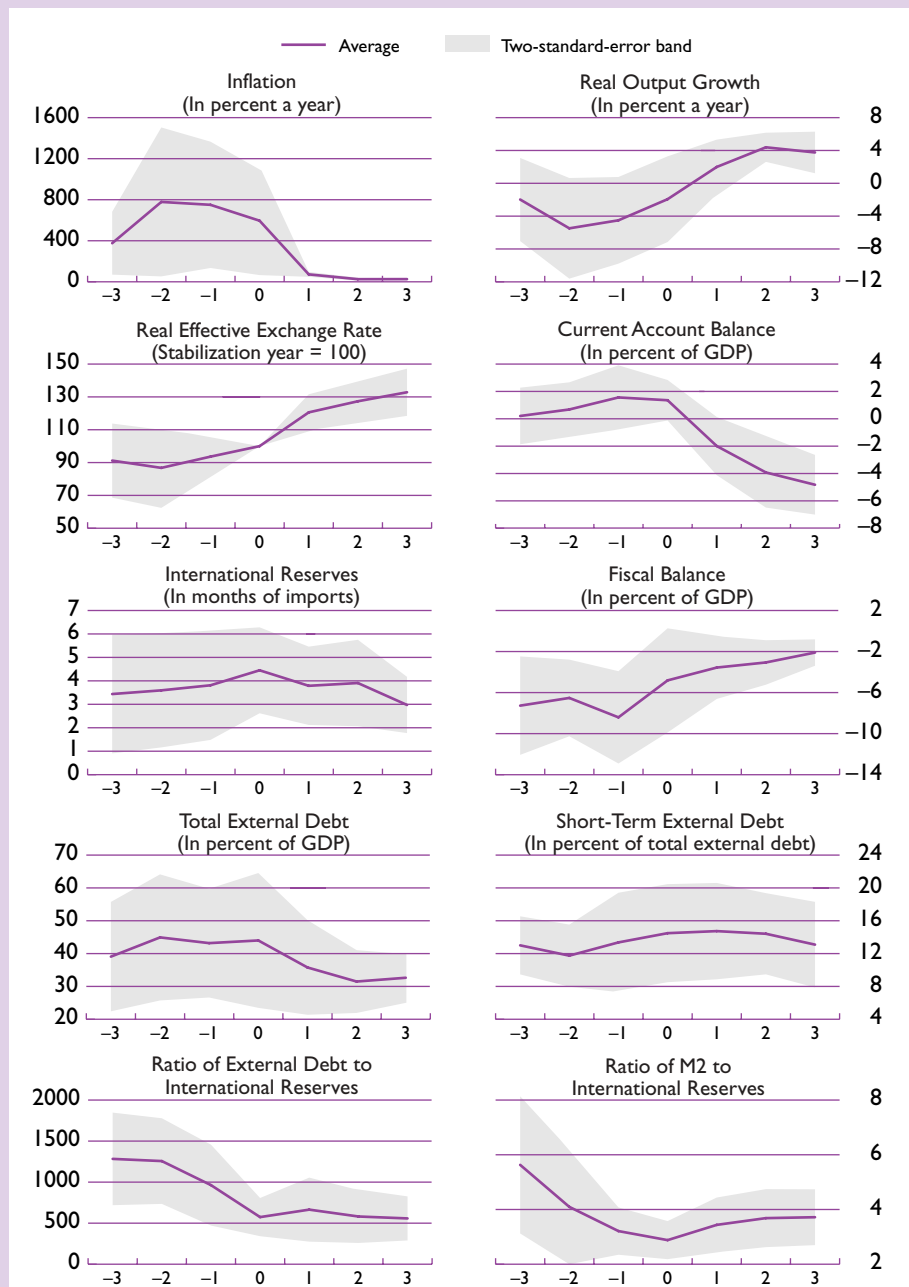 Average
Two-standard-error band
Inflation
(In percent a year)
1600
1200
800
400
0
–3 –2 –1 0 1 2 3
Real Output Growth
(In percent a year)
8
4
0
–4
–8
–12
–3 –2 –1 0 1 2 3
Real Effective Exchange Rate
(Stabilization year = 100)
150
130
110
90
70
50
–3 –2 –1 0 1 2 3
Current Account Balance
(In percent of GDP)
4
2
0
–2
–4
–6
–8
–3 –2 –1 0 1 2 3
International Reserves
(In months of imports)
7
6
5
4
3
2
1
0
–3 –2 –1 0 1 2 3
Fiscal Balance
(In percent of GDP)
2
–2
–6
–10
–14
–3 –2 –1 0 1 2 3
Total External Debt
(In percent of GDP)
70
60
50
40
30
20
–3 –2 –1 0 1 2 3
Short-Term External Debt
(In percent of total external debt)
24
20
16
12
8
4
–3 –2 –1 0 1 2 3
Ratio of External Debt to
International Reserves
2000
1500
1000
500
0
–3 –2 –1 0 1 2 3
Ratio of M2 to
International Reserves
8
6
4
2
–3 –2 –1 0 1 2 3